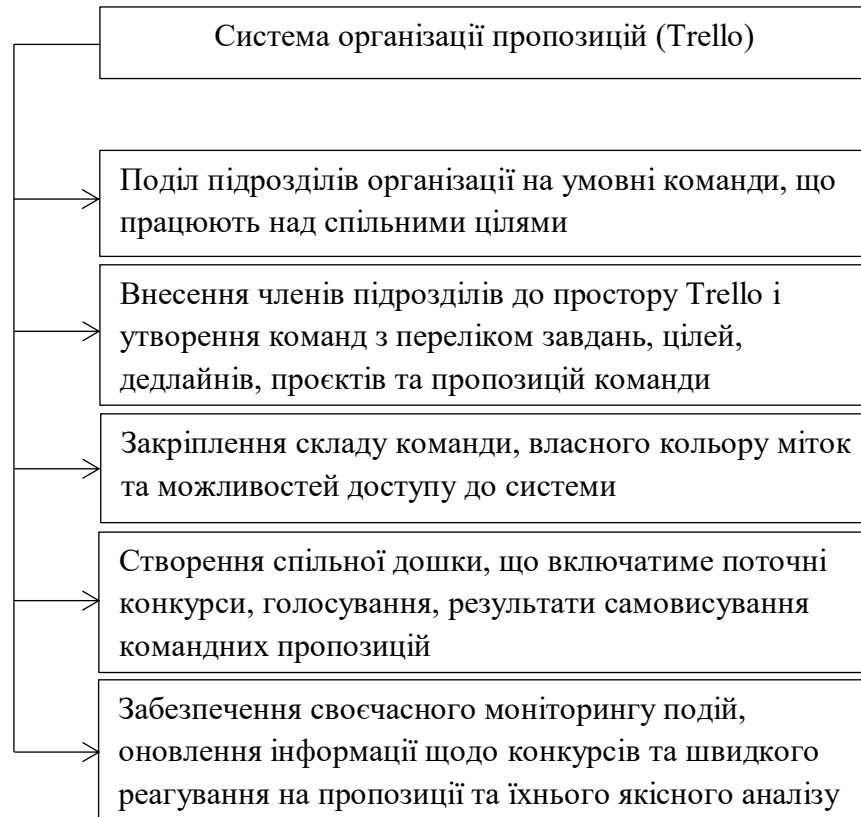 Система організації пропозицій (Trello)
Поділ підрозділів організації на умовні команди, що
працюють над спільними цілями
Внесення членів підрозділів до простору Trello і
утворення команд з переліком завдань, цілей,
дедлайнів, проєктів та пропозицій команди
Закріплення складу команди, власного кольору міток
та можливостей доступу до системи
Створення спільної дошки, що включатиме поточні
конкурси, голосування, результати самовисування
командних пропозицій
Забезпечення своєчасного моніторингу подій,
оновлення інформації щодо конкурсів та швидкого
реагування на пропозиції та їхнього якісного аналізу